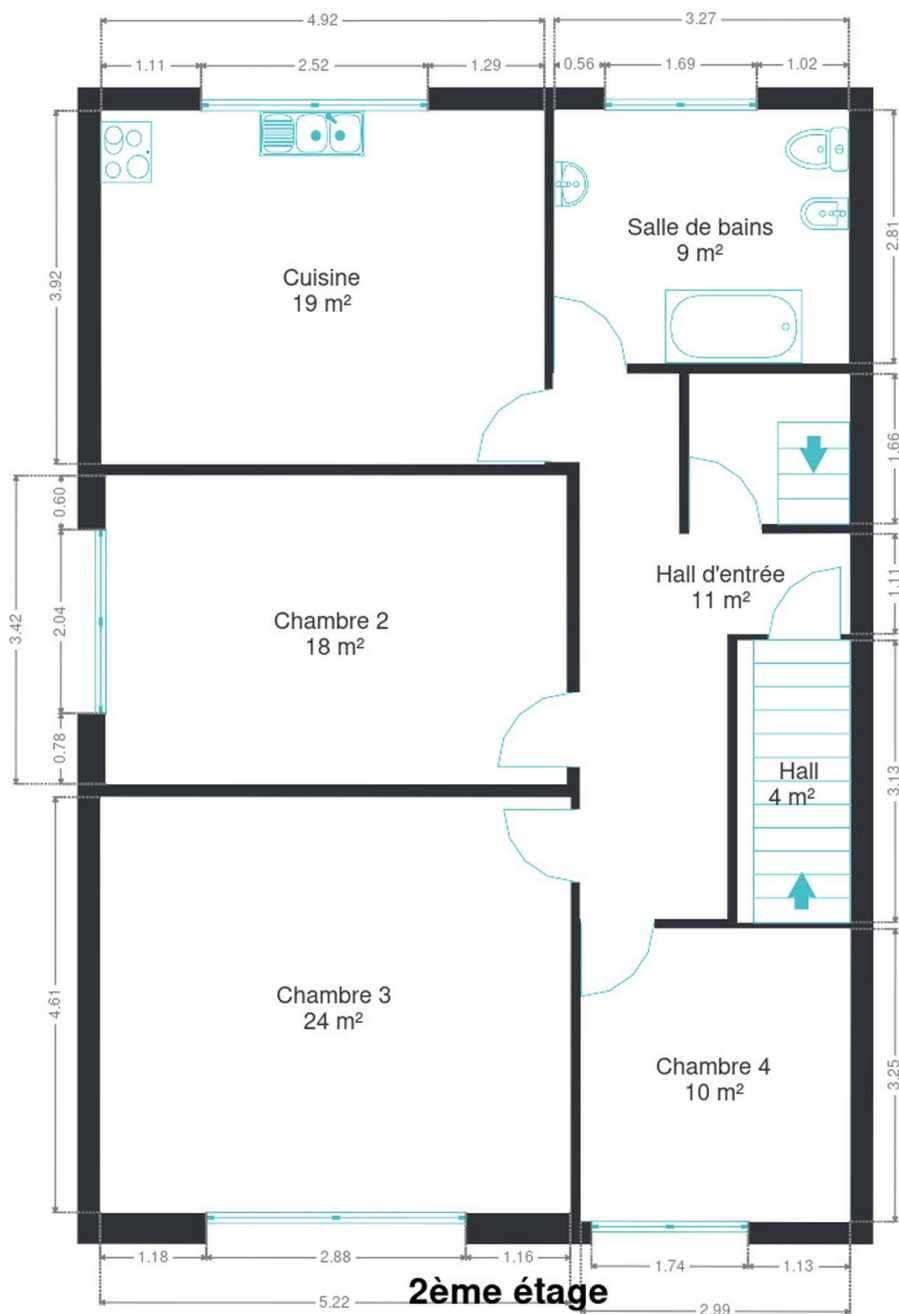 4.92
3.27
1.11 2.52 1.29 0.56 1.69 1.02
3.92
2.81
Salle de bains
9 m²
Cuisine
19 m²
1.66
0.60
3.42
2.04
0.78
1.11
Hall d'entrée
11 m²
Chambre 2
18 m²
3.13
Hall
4 m²
4.61
Chambre 3
24 m²
3.25
Chambre 4
10 m²
1.18 2.88 1.16 1.74 1.13
5.22
2ème étage
2.99